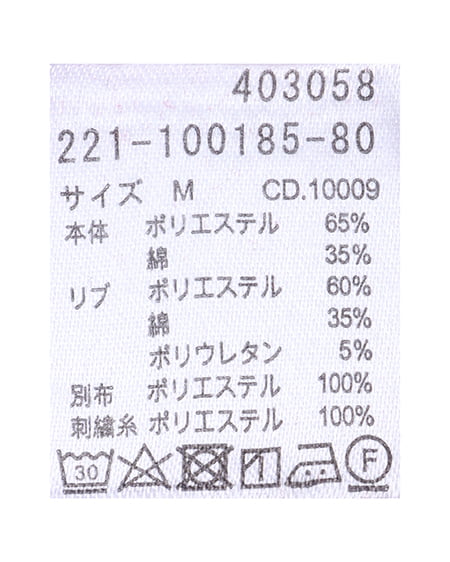 403058
221-100185-80
サイズ M CD.10009
本体 ポリエステル 65%
綿 35%
リブ ポリエステル 60%
綿 35%
ポリウレタン 5%
別布 ポリエステル 100%
刺繍糸 ポリエステル 100%
30 F